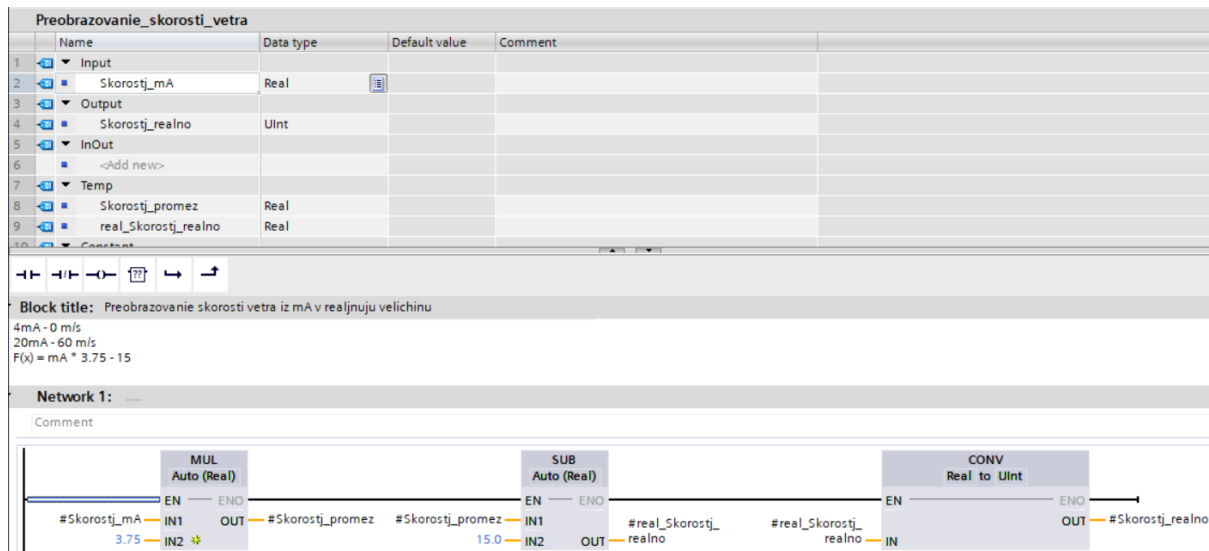 Preobrazovanie_skorosti_vetra
Name Data type Default value Comment
1 Input
2 Skorostj_mA Real
3 Output
4 Skorostj_realno UInt
5 InOut
6 <Add new>
7 Temp
8 Skorostj_promez Real
9 real_Skorostj_realno Real
10 Constant
??
Block title: Preobrazovanie skorosti vetra iz mA v realjnuju velichinu
4mA - 0 m/s
20mA - 60 m/s
F(x) = mA * 3.75 - 15
Network 1: .....
Comment
MUL SUB CONV
Auto (Real) Auto (Real) Real to UInt
EN ENO EN ENO EN ENO
#Skorostj_mA IN1 OUT #Skorostj_promez #Skorostj_promez IN1 #real_Skorostj_ #real_Skorostj_ OUT #Skorostj_realno
3.75 IN2 15.0 IN2 OUT realno realno IN